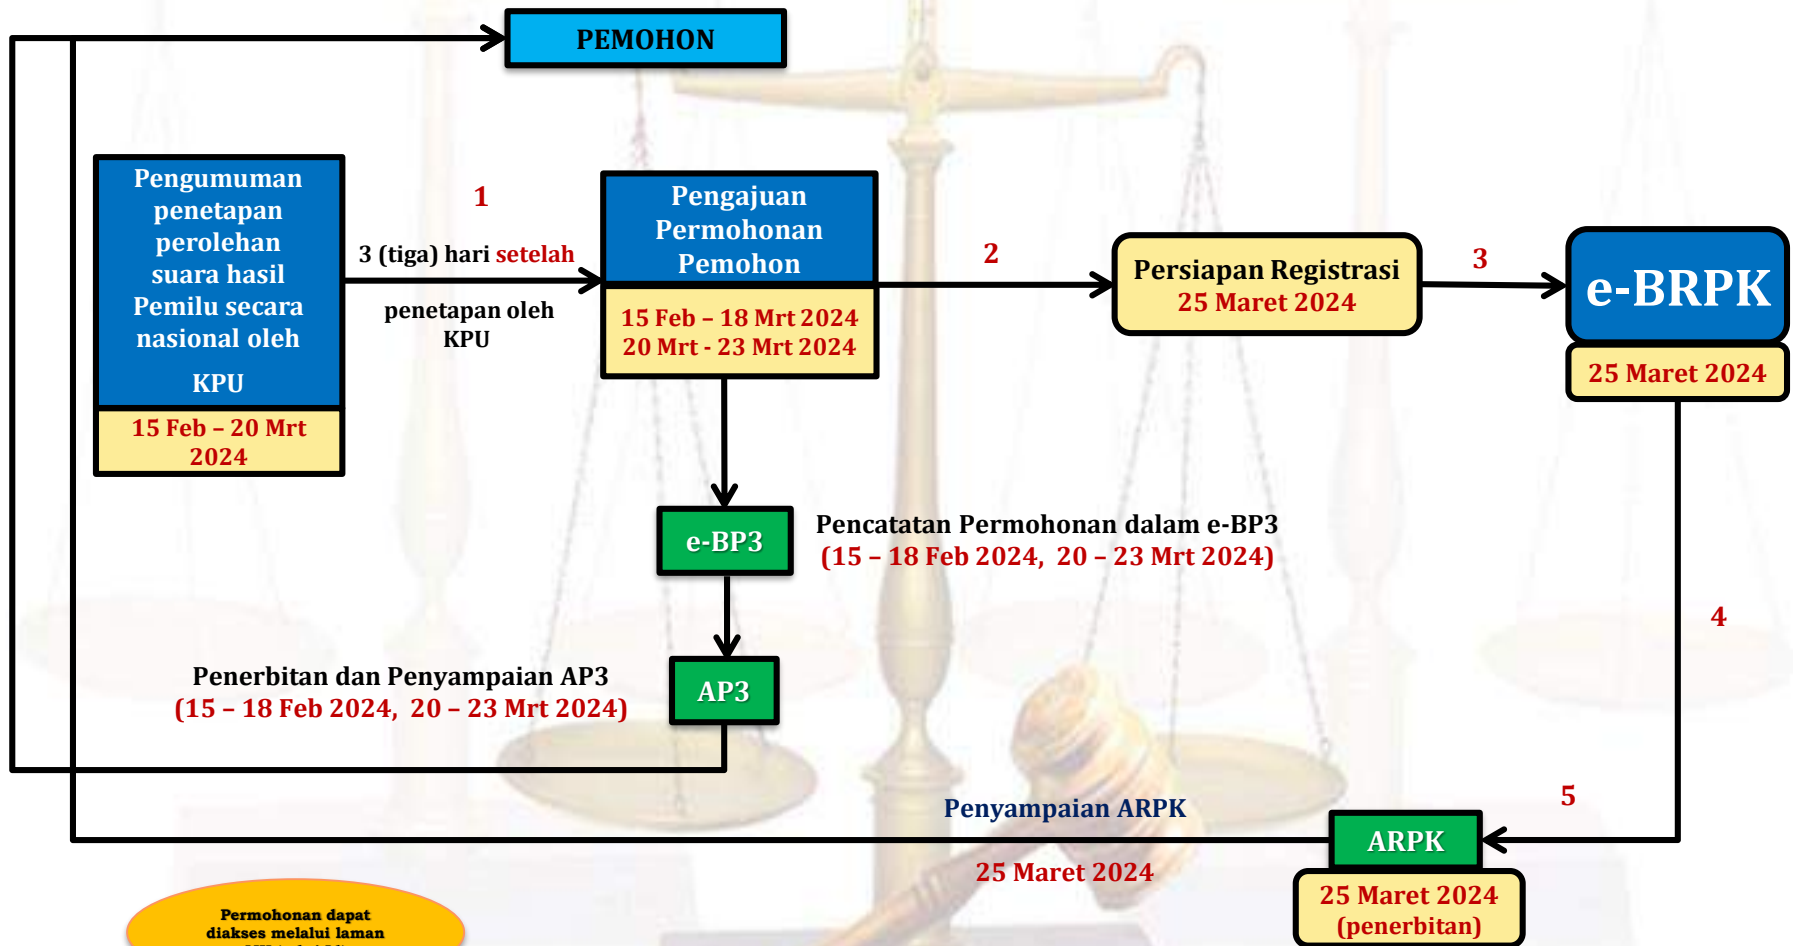 PEMOHON
Pengumuman
penetapan
perolehan
suara hasil
Pemilu secara
nasional oleh
KPU
15 Feb – 20 Mrt
2024
1
3 (tiga) hari setelah
penetapan oleh
KPU
Pengajuan
Permohonan
Pemohon
15 Feb – 18 Mrt 2024
20 Mrt - 23 Mrt 2024
2
Persiapan Registrasi
25 Maret 2024
3
e-BRPK
25 Maret 2024
e-BP3
Pencatatan Permohonan dalam e-BP3
(15 – 18 Feb 2024, 20 – 23 Mrt 2024)
4
Penerbitan dan Penyampaian AP3
(15 – 18 Feb 2024, 20 – 23 Mrt 2024)
AP3
Penyampaian ARPK
25 Maret 2024
5
ARPK
25 Maret 2024
(penerbitan)
Permohonan dapat
diakses melalui laman